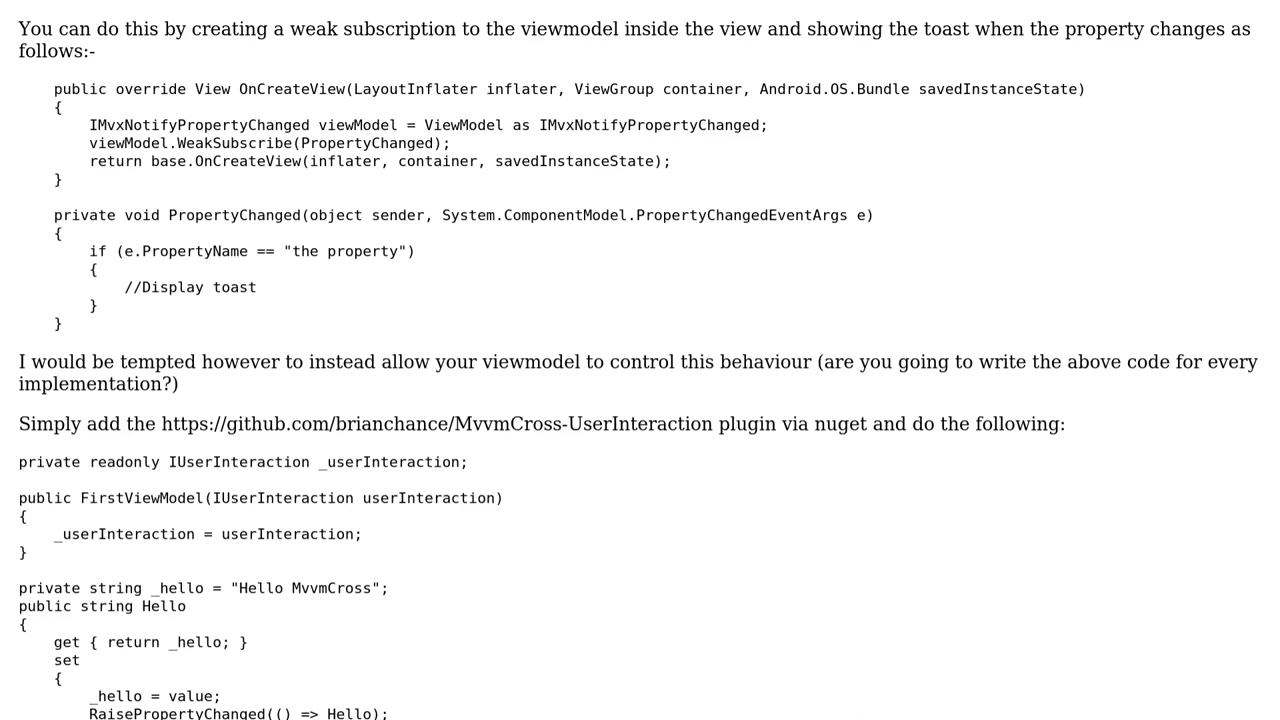 You can do this by creating a weak subscription to the viewmodel inside the view and showing the toast when the property changes as
follows:-
public override View OnCreateView(LayoutInflater inflater, ViewGroup container, Android.OS.Bundle savedInstanceState)
{
IMvxNotifyPropertyChanged viewModel = ViewModel as IMvxNotifyPropertyChanged;
viewModel.WeakSubscribe(PropertyChanged);
return base.OnCreateView(inflater, container, savedInstanceState);
}
private void PropertyChanged(object sender, System.ComponentModel.PropertyChangedEventArgs e)
{
if (e.PropertyName == "the property")
{
//Display toast
}
}
I would be tempted however to instead allow your viewmodel to control this behaviour (are you going to write the above code for every
implementation?)
Simply add the https://github.com/brianchance/MvvmCross-UserInteraction plugin via nuget and do the following:
private readonly IUserInteraction _userInteraction;
public FirstViewModel(IUserInteraction userInteraction)
{
_userInteraction = userInteraction;
}
private string _hello = "Hello MvvmCross";
public string Hello
{
get { return _hello; }
set
{
_hello = value;
RaisePropertyChanged(() => Hello);